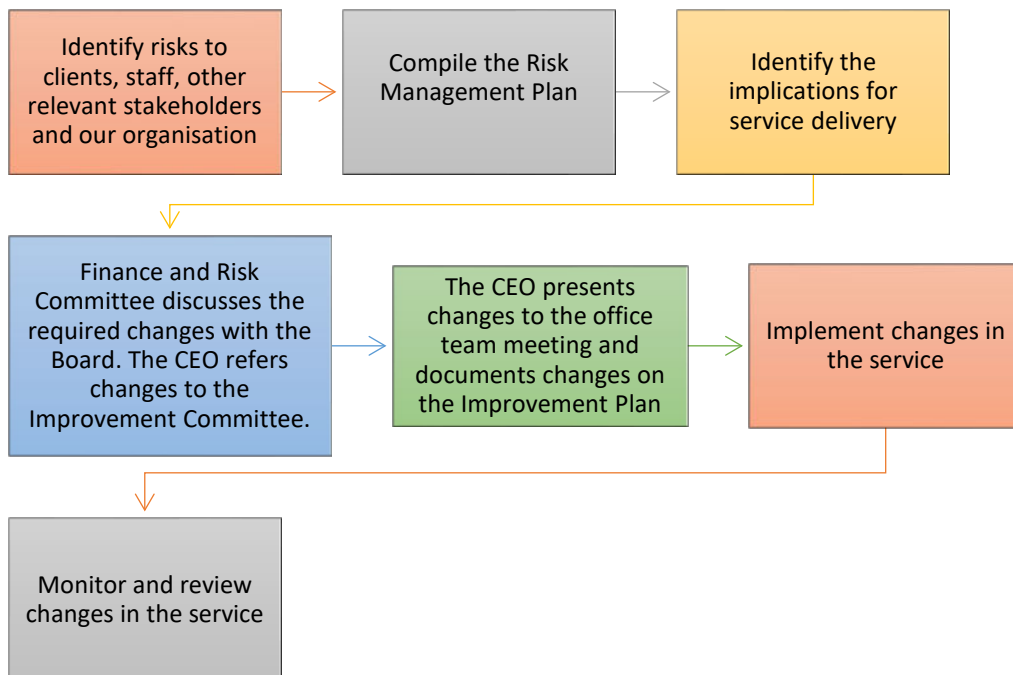 Identify risks to
clients, staff, other
relevant stakeholders
and our organisation
Compile the Risk
Management Plan
Identify the
implications for
service delivery
Finance and Risk
Committee discusses the
required changes with the
Board. The CEO refers
changes to the
Improvement Committee.
The CEO presents
changes to the office
team meeting and
documents changes on
the Improvement Plan
Implement changes in
the service
Monitor and review
changes in the service